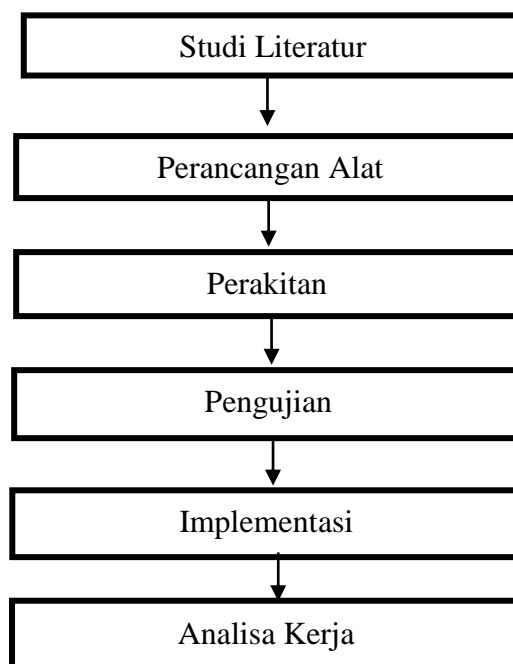 Studi Literatur
Perancangan Alat
Perakitan
Pengujian
Implementasi
Analisa Kerja